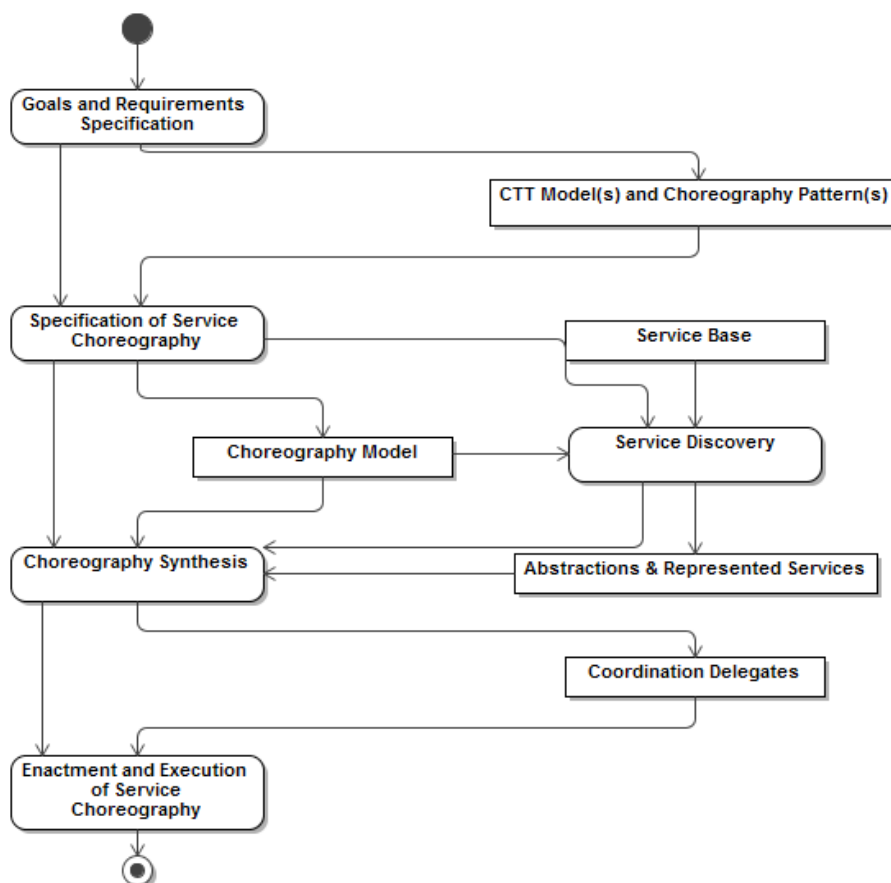 Goals and Requirements
Specification
CTT Model(s) and Choreography Pattern(s)
Specification of Service
Choreography
Service Base
Choreography Model
Service Discovery
Choreography Synthesis
Abstractions & Represented Services
Coordination Delegates
Enactment and Execution
of Service
Choreography